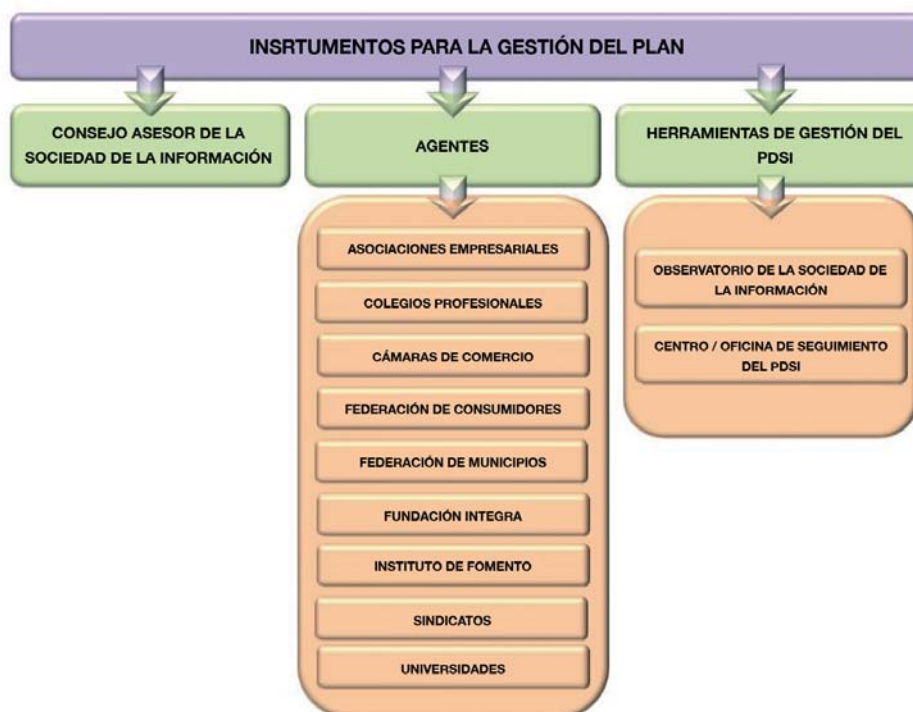 INSRTUMENTOS PARA LA GESTIÓN DEL PLAN
CONSEJO ASESOR DE LA
SOCIEDAD DE LA INFORMACIÓN
AGENTES
ASOCIACIONES EMPRESARIALES
COLEGIOS PROFESIONALES
CÁMARAS DE COMERCIO
FEDERACIÓN DE CONSUMIDORES
FEDERACIÓN DE MUNICIPIOS
FUNDACIÓN INTEGRA
INSTITUTO DE FOMENTO
SINDICATOS
UNIVERSIDADES
HERRAMIENTAS DE GESTIÓN DEL
PDSI
OBSERVATORIO DE LA SOCIEDAD DE
LA INFORMACIÓN
CENTRO / OFICINA DE SEGUIMIENTO
DEL PDSI